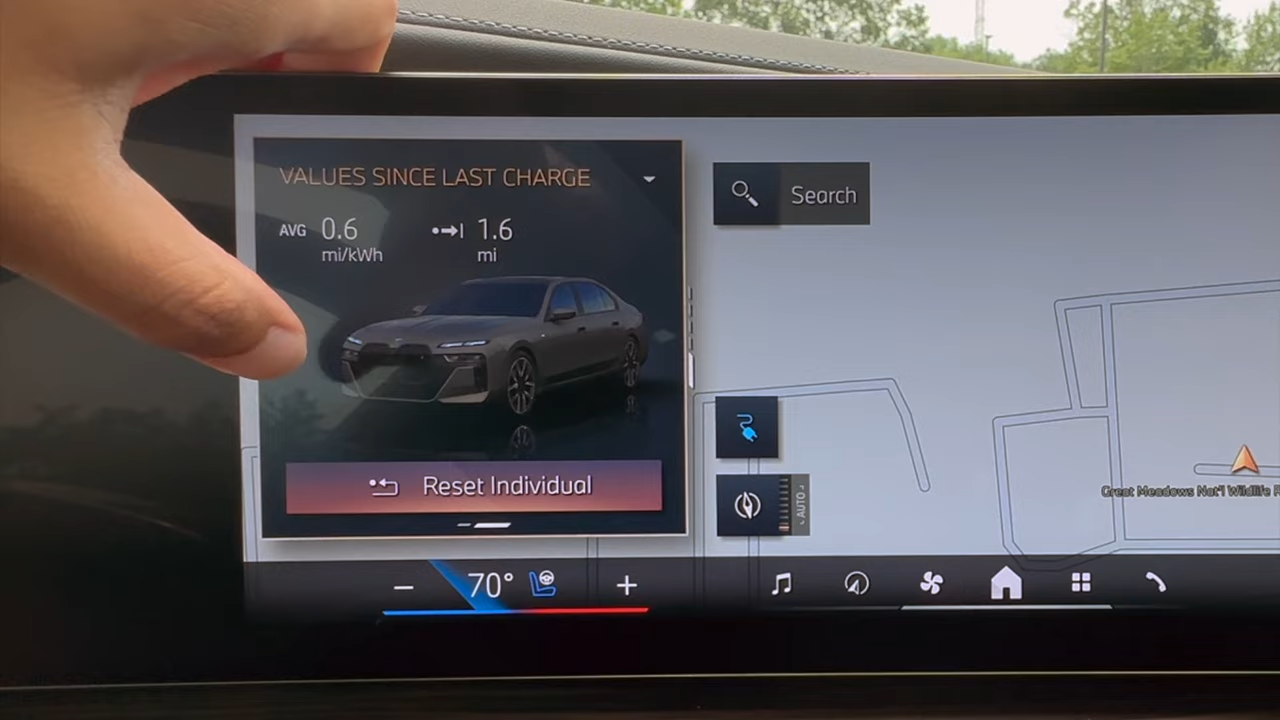 VALUES SINCE LAST CHARGE
AVG 0.6 1.6
mi/kWh mi
Search
Reset Individual
AUTO
Great Meadows Nat'l Wildlife
70°